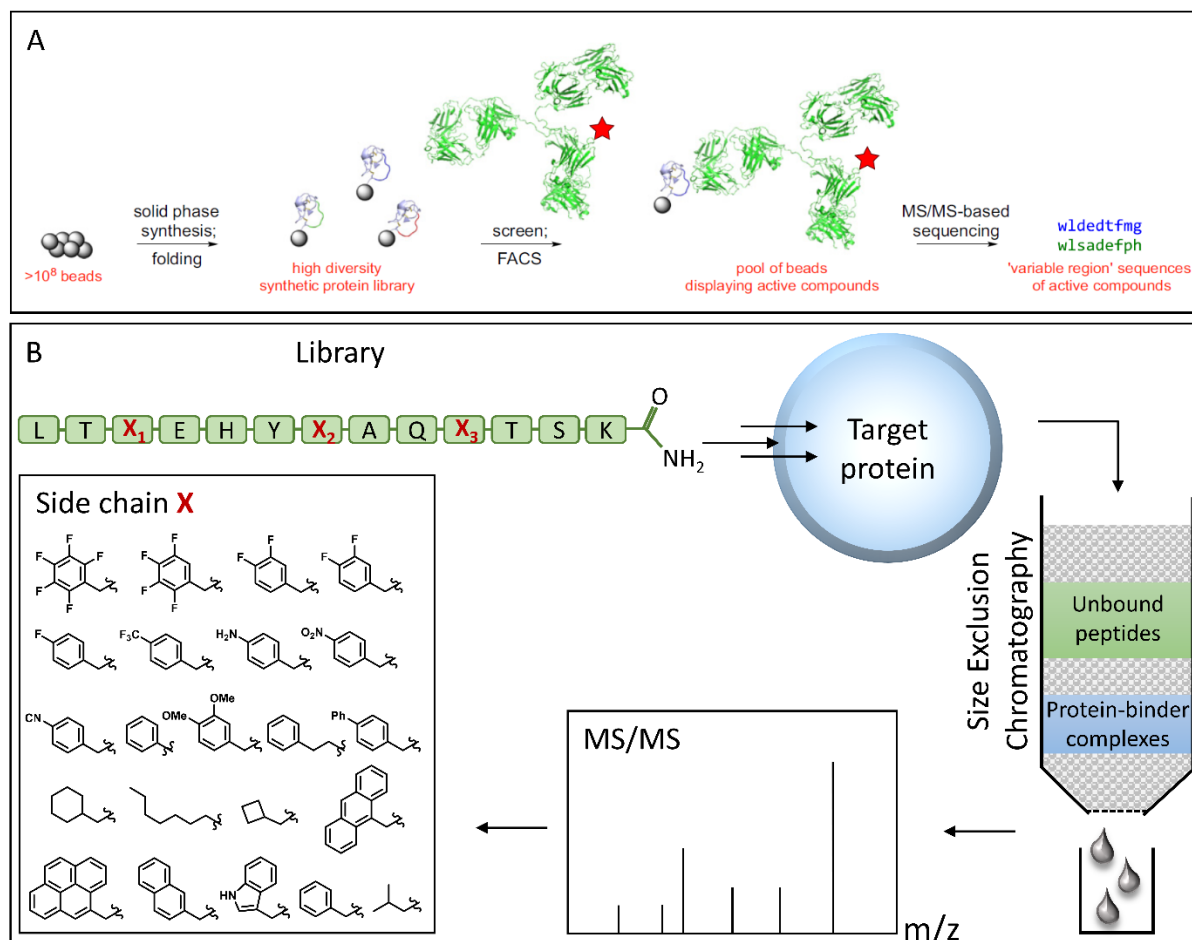 A
>10⁸ beads
solid phase
synthesis;
folding
high diversity
synthetic protein library
screen;
FACS
pool of beads
displaying active compounds
MS/MS-based
sequencing
wldedtfmg
wlsadefph
'variable region' sequences
of active compounds
B
Library
L T X₁ E H Y X₂ A Q X₃ T S K
O
NH₂
Target
protein
Side chain X
F F F F F
F F F F
F F
F F
F
F₃C
H₂N
O₂N
CN
OMe
OMe
Ph
HN
Size Exclusion
Chromatography
Unbound
peptides
Protein-binder
complexes
MS/MS
m/z